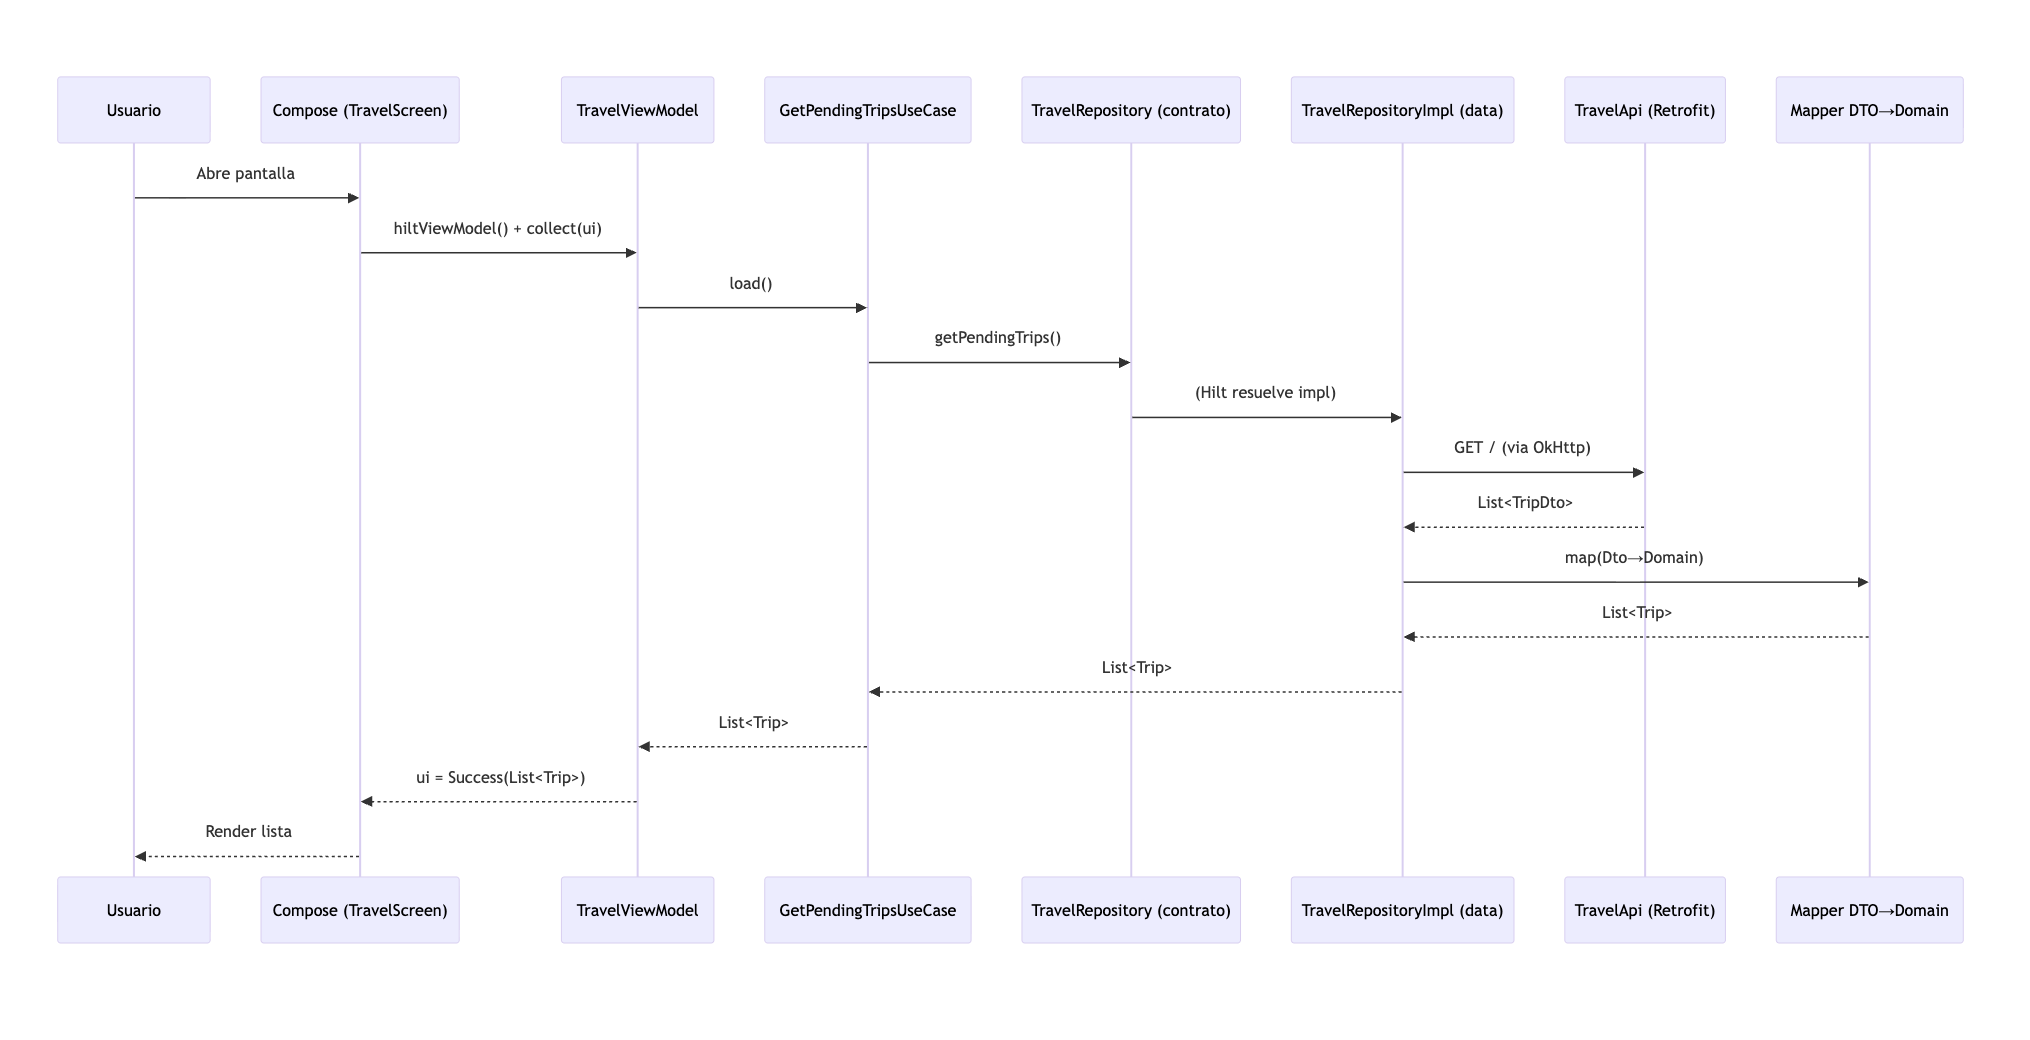 Usuario
Compose (TravelScreen)
TravelViewModel
GetPendingTripsUseCase
TravelRepository (contrato)
TravelRepositoryImpl (data)
TravelApi (Retrofit)
Mapper DTO→Domain
Abre pantalla
hiltViewModel() + collect(ui)
load()
getPendingTrips()
(Hilt resuelve impl)
GET / (via OkHttp)
List<TripDto>
map(Dto→Domain)
List<Trip>
List<Trip>
List<Trip>
ui = Success(List<Trip>)
Render lista
Usuario
Compose (TravelScreen)
TravelViewModel
GetPendingTripsUseCase
TravelRepository (contrato)
TravelRepositoryImpl (data)
TravelApi (Retrofit)
Mapper DTO→Domain